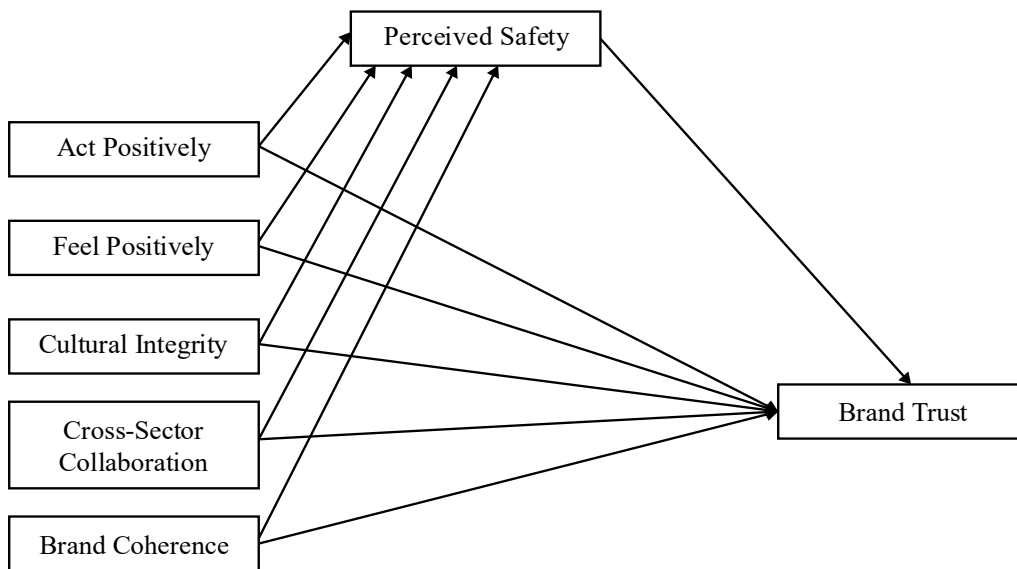 Perceived Safety
Act Positively
Feel Positively
Cultural Integrity
Cross-Sector
Collaboration
Brand Trust
Brand Coherence